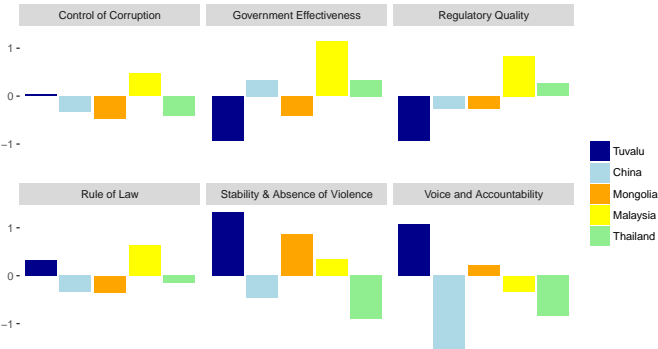 Control of Corruption
Government Effectiveness
Regulatory Quality
1
0
−1
Rule of Law
Stability & Absence of Violence
Voice and Accountability
1
0
−1
Tuvalu
China
Mongolia
Malaysia
Thailand